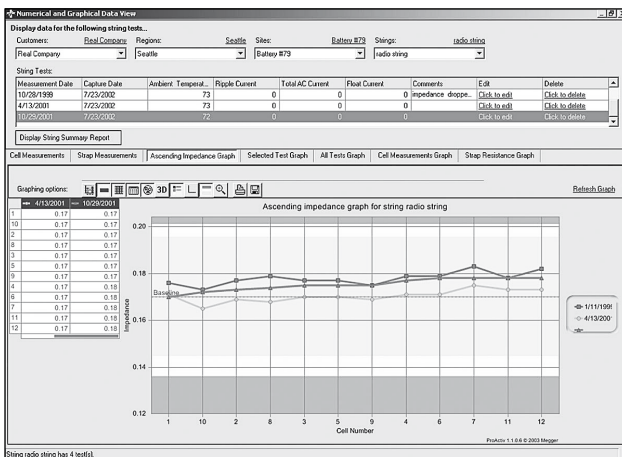 Numerical and Graphical Data View
Display data for the following string tests...
Customers: Real Company Regions: Seattle Sites: Battery #79 Strings: radio string
Real Company Seattle Battery #79 radio string
String Tests:
Measurement Date Capture Date Ambient Temperat... Ripple Current Total AC Current Float Current Comments Edit Delete
10/28/1999 7/23/2002 73 0 0 0 impedance droppe... Click to edit Click to delete
4/13/2001 7/23/2002 73 0 0 0 Click to edit Click to delete
10/29/2001 7/23/2002 72 0 0 0 Click to edit Click to delete
Display String Summary Report
Cell Measurements Strap Measurements Ascending Impedance Graph Selected Test Graph All Tests Graph Cell Measurements Graph Strap Resistance Graph
Graphing options: 3D Refresh Graph
4/13/2001 10/29/2001
1 0.17 0.17
10 0.17 0.17
2 0.17 0.17
8 0.17 0.17
3 0.17 0.17
5 0.17 0.17
9 0.17 0.17
4 0.17 0.18
6 0.17 0.18
7 0.17 0.18
11 0.17 0.18
12 0.17 0.18
Ascending impedance graph for string radio string
0.20
0.18
0.16
0.14
0.12
Impedance
Baseline
1 10 2 8 3 5 9 4 6 7 11 12
Cell Number
1/11/199
4/13/200
ProActiv 1.1.0.6 © 2003 Megger
String radio string has 4 test(s).